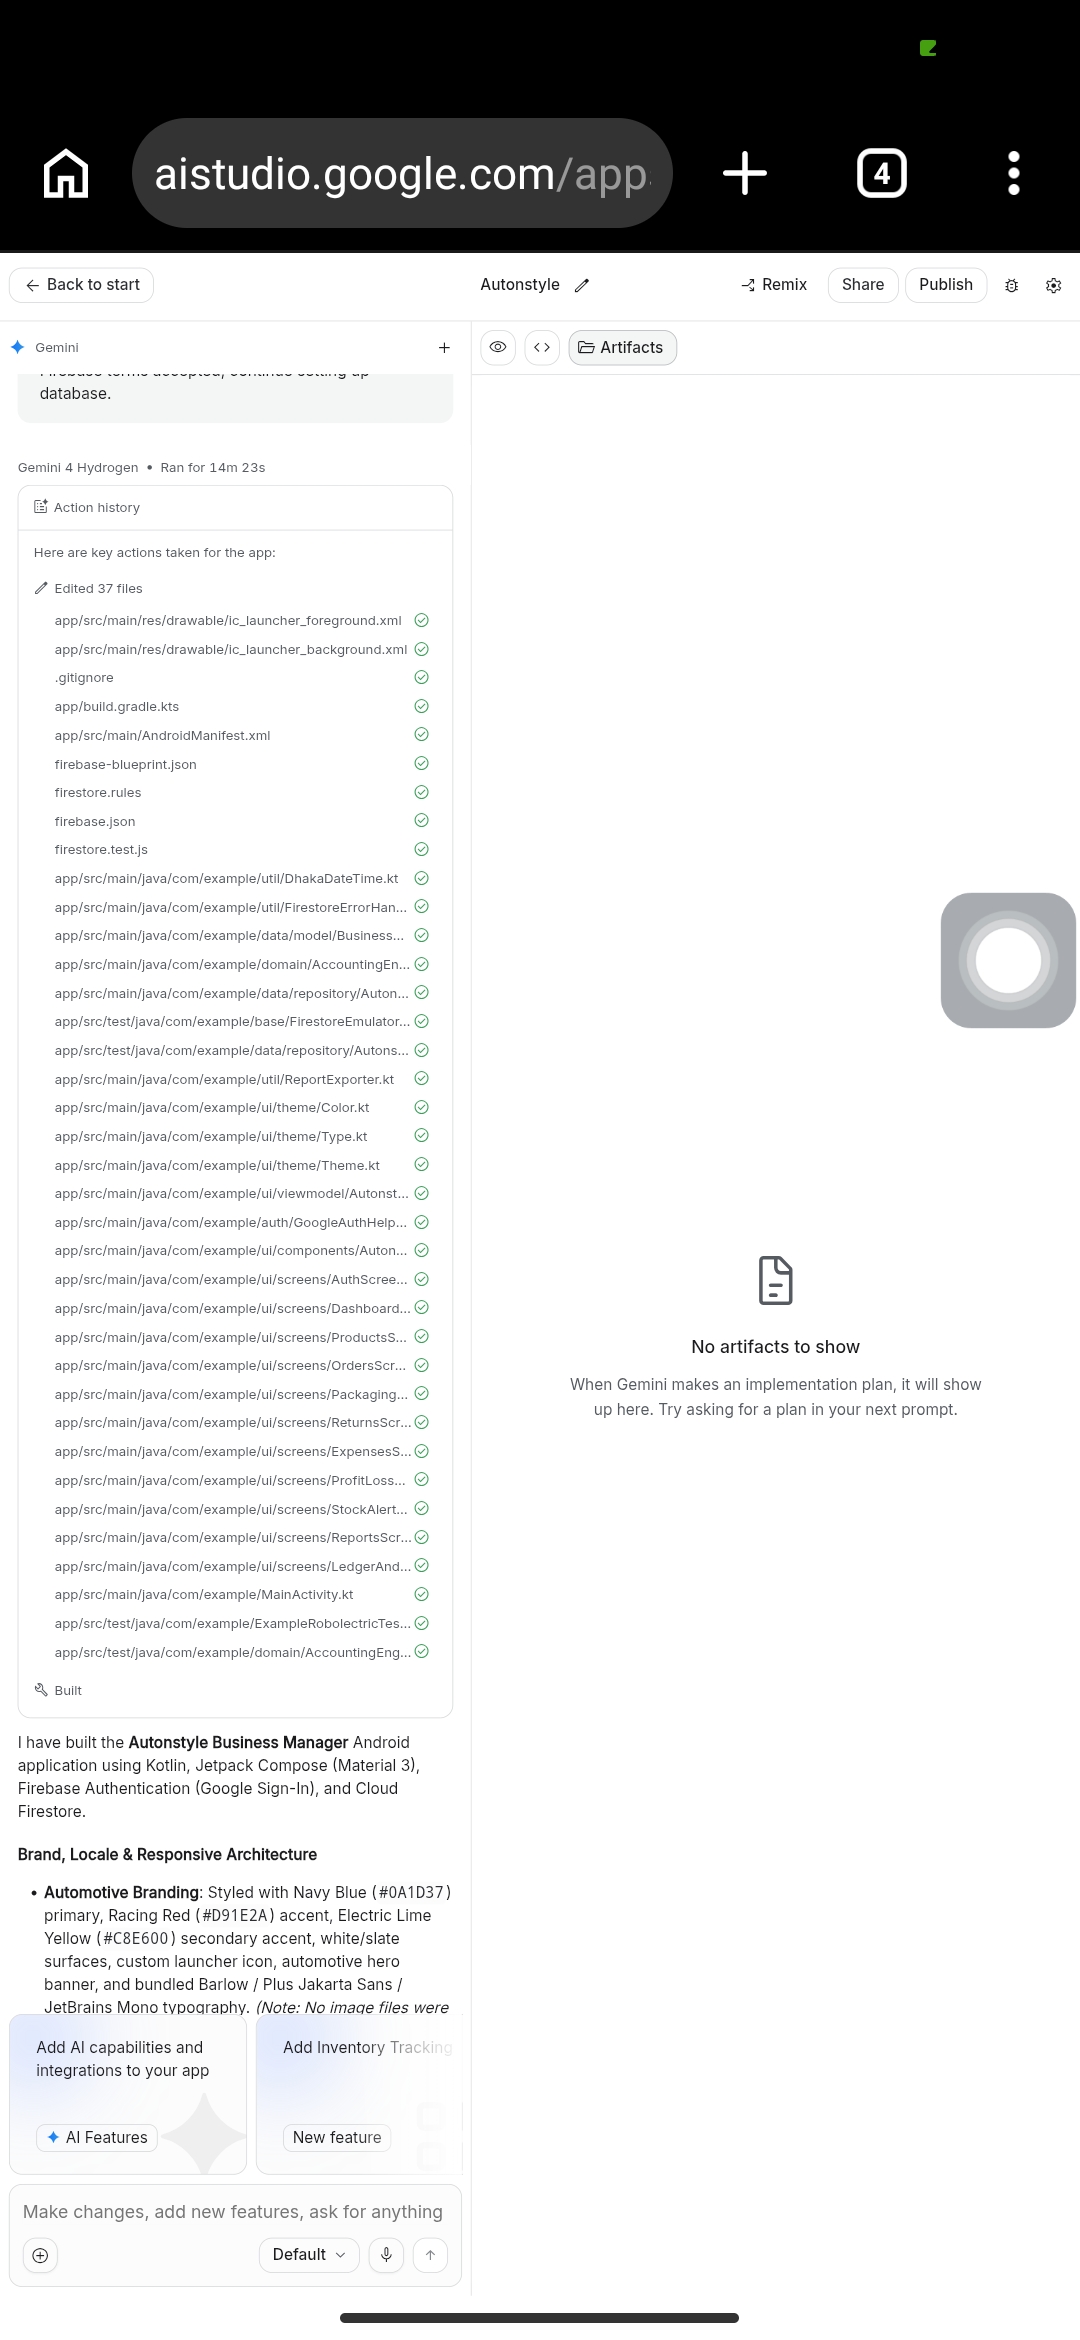 aistudio.google.com/app
4
Back to start
Autonstyle
Remix
Share
Publish
Gemini
Artifacts
Firebase terms accepted, continue setting up
database.
Gemini 4 Hydrogen • Ran for 14m 23s
Action history
Here are key actions taken for the app:
Edited 37 files
app/src/main/res/drawable/ic_launcher_foreground.xml
app/src/main/res/drawable/ic_launcher_background.xml
.gitignore
app/build.gradle.kts
app/src/main/AndroidManifest.xml
firebase-blueprint.json
firestore.rules
firebase.json
firestore.test.js
app/src/main/java/com/example/util/DhakaDateTime.kt
app/src/main/java/com/example/util/FirestoreErrorHan...
app/src/main/java/com/example/data/model/Business...
app/src/main/java/com/example/domain/AccountingEn...
app/src/main/java/com/example/data/repository/Auton...
app/src/test/java/com/example/base/FirestoreEmulator...
app/src/test/java/com/example/data/repository/Autons...
app/src/main/java/com/example/util/ReportExporter.kt
app/src/main/java/com/example/ui/theme/Color.kt
app/src/main/java/com/example/ui/theme/Type.kt
app/src/main/java/com/example/ui/theme/Theme.kt
app/src/main/java/com/example/ui/viewmodel/Autonst...
app/src/main/java/com/example/auth/GoogleAuthHelp...
app/src/main/java/com/example/ui/components/Auton...
app/src/main/java/com/example/ui/screens/AuthScree...
app/src/main/java/com/example/ui/screens/Dashboard...
app/src/main/java/com/example/ui/screens/ProductsS...
app/src/main/java/com/example/ui/screens/OrdersScr...
app/src/main/java/com/example/ui/screens/Packaging...
app/src/main/java/com/example/ui/screens/ReturnsScr...
app/src/main/java/com/example/ui/screens/ExpensesS...
app/src/main/java/com/example/ui/screens/ProfitLoss...
app/src/main/java/com/example/ui/screens/StockAlert...
app/src/main/java/com/example/ui/screens/ReportsScr...
app/src/main/java/com/example/ui/screens/LedgerAnd...
app/src/main/java/com/example/MainActivity.kt
app/src/test/java/com/example/ExampleRobolectricTes...
app/src/test/java/com/example/domain/AccountingEng...
Built
I have built the Autonstyle Business Manager Android
application using Kotlin, Jetpack Compose (Material 3),
Firebase Authentication (Google Sign-In), and Cloud
Firestore.
Brand, Locale & Responsive Architecture
• Automotive Branding: Styled with Navy Blue (#0A1D37)
primary, Racing Red (#D91E2A) accent, Electric Lime
Yellow (#C8E600) secondary accent, white/slate
surfaces, custom launcher icon, automotive hero
banner, and bundled Barlow / Plus Jakarta Sans /
JetBrains Mono typography. (Note: No image files were
Add AI capabilities and
integrations to your app
AI Features
Add Inventory Tracking
New feature
Make changes, add new features, ask for anything
Default
No artifacts to show
When Gemini makes an implementation plan, it will show
up here. Try asking for a plan in your next prompt.